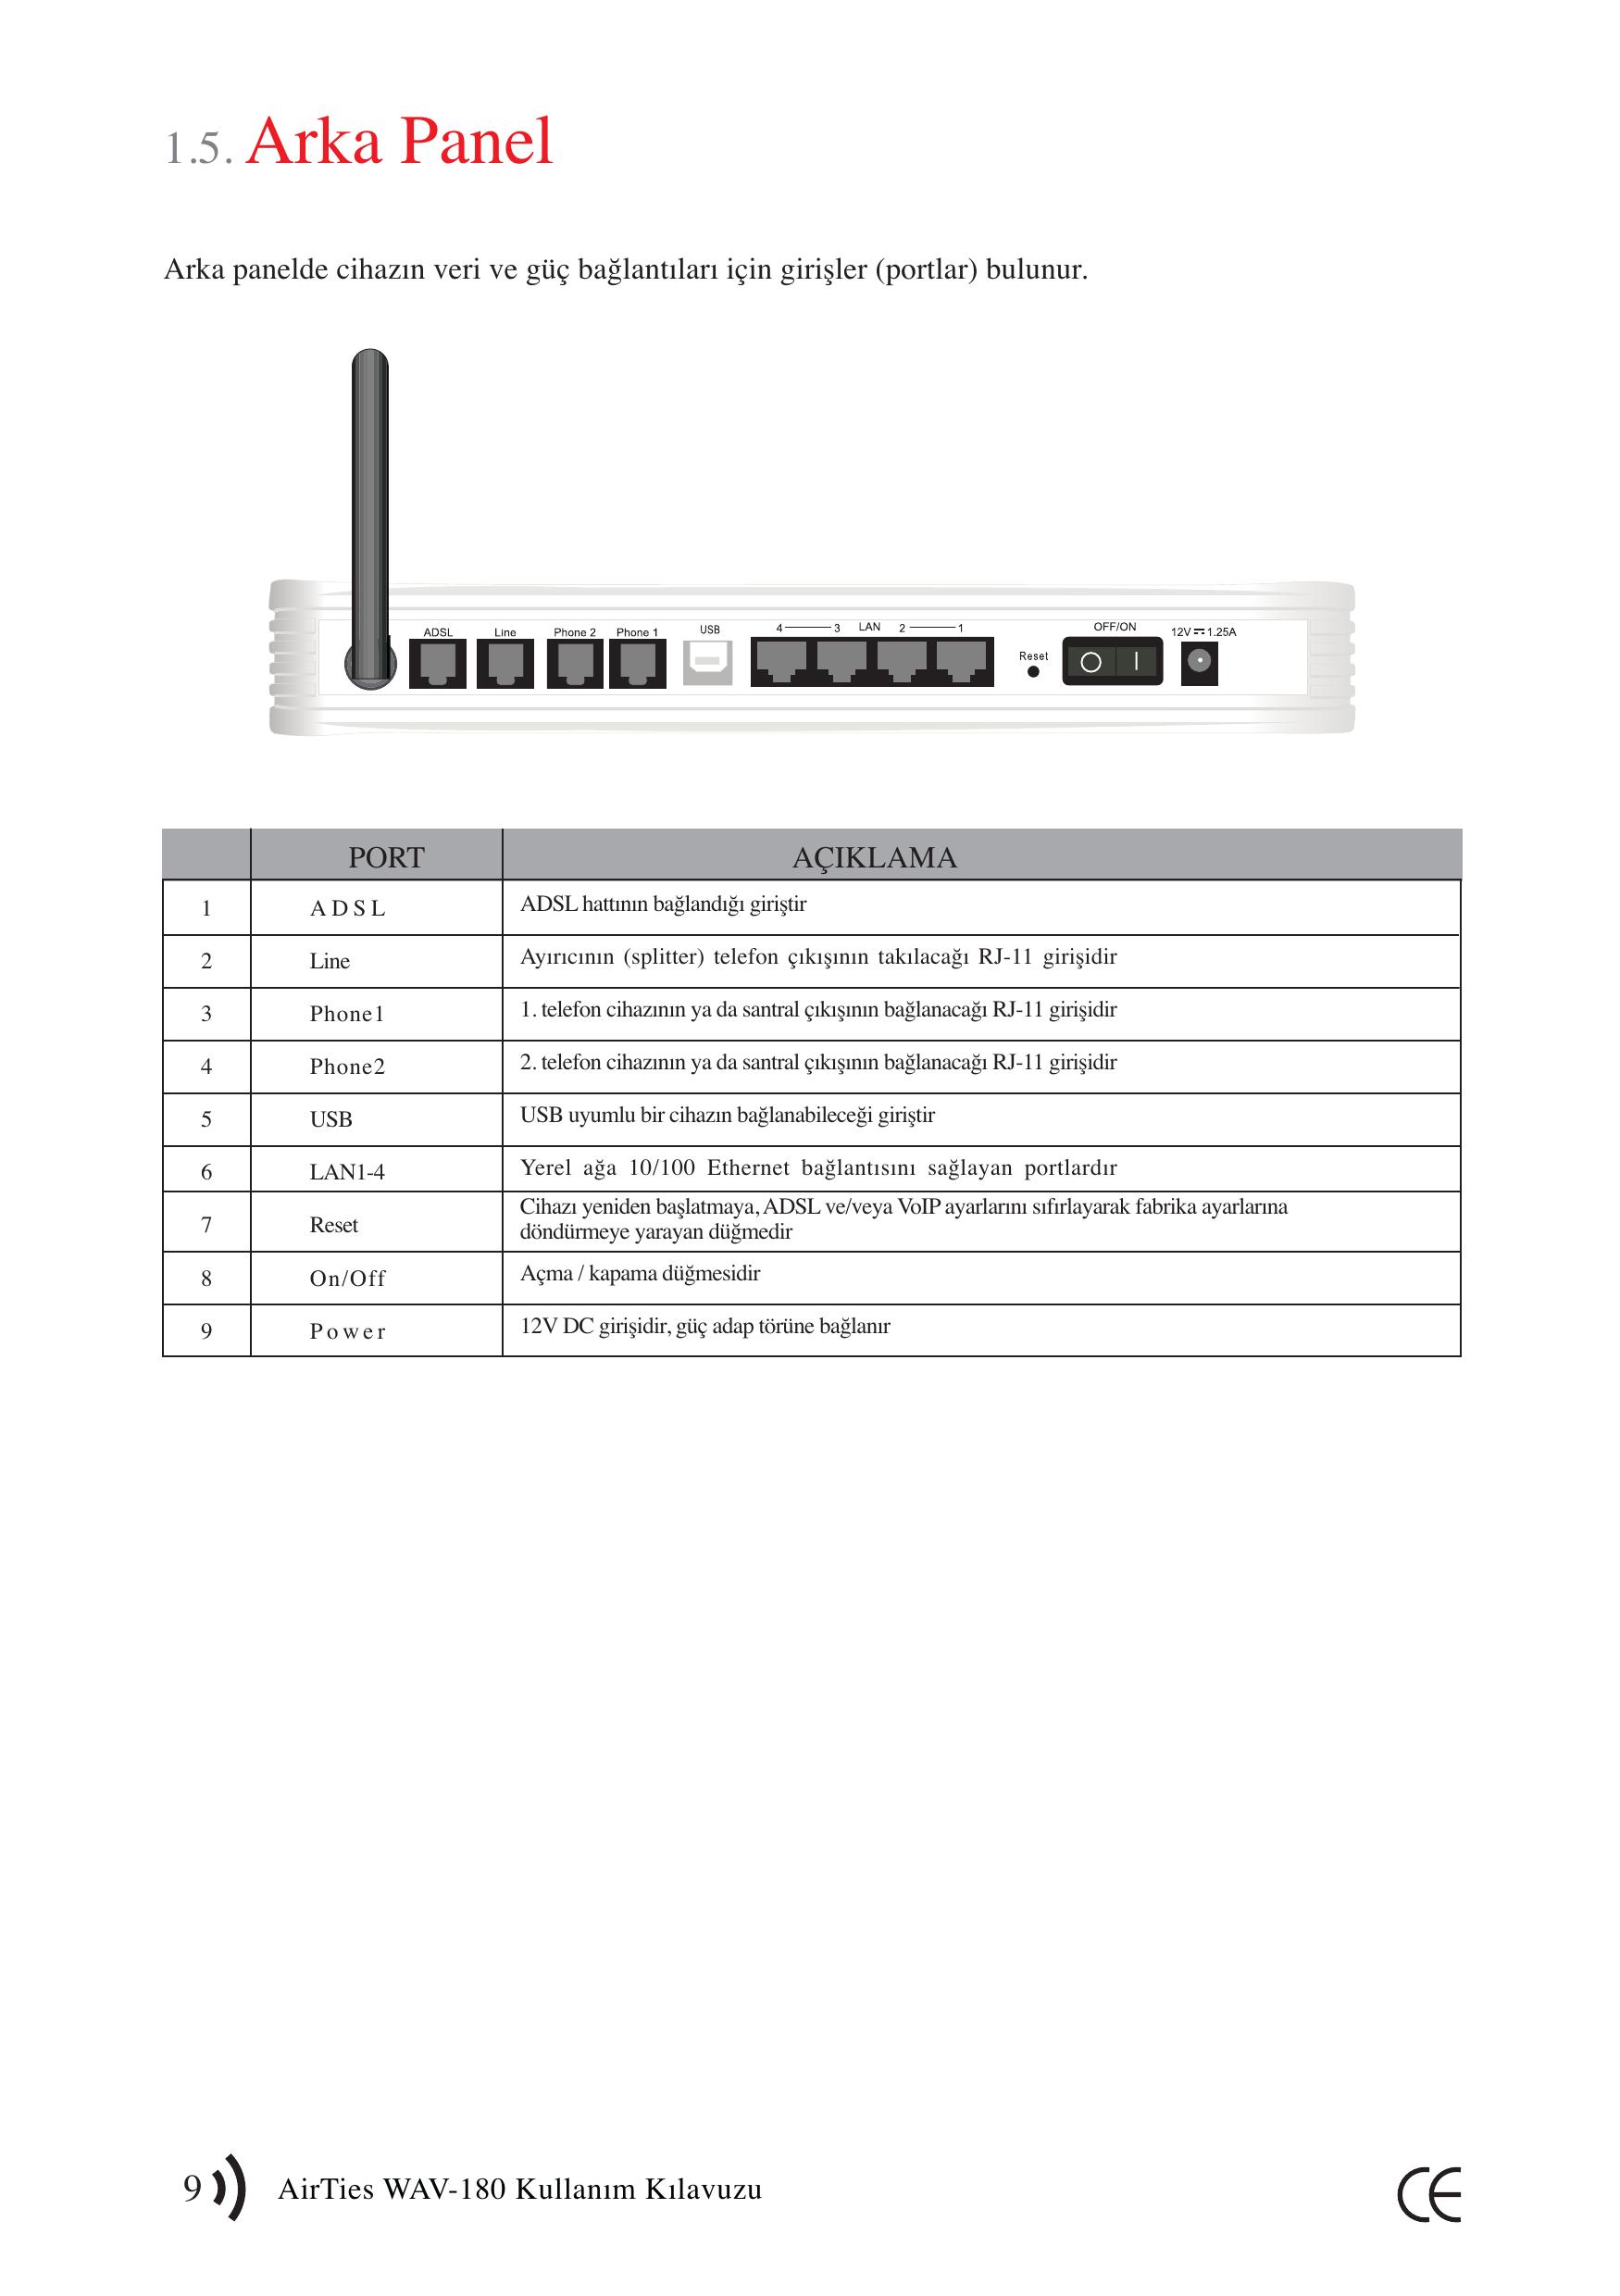 1.5. Arka Panel
Arka panelde cihazın veri ve güç bağlantıları için girişler (portlar) bulunur.
ADSL Line Phone 2 Phone 1 USB 4 3 LAN 2 1 Reset OFF/ON 12V 1.25A
PORT AÇIKLAMA
1 ADSL ADSL hattının bağlandığı giriştir
2 Line Ayırıcının (splitter) telefon çıkışının takılacağı RJ-11 girişidir
3 Phone1 1. telefon cihazının ya da santral çıkışının bağlanacağı RJ-11 girişidir
4 Phone2 2. telefon cihazının ya da santral çıkışının bağlanacağı RJ-11 girişidir
5 USB USB uyumlu bir cihazın bağlanabileceği giriştir
6 LAN1-4 Yerel ağa 10/100 Ethernet bağlantısını sağlayan portlardır
7 Reset Cihazı yeniden başlatmaya, ADSL ve/veya VoIP ayarlarını sıfırlayarak fabrika ayarlarına
döndürmeye yarayan düğmedir
8 On/Off Açma / kapama düğmesidir
9 Power 12V DC girişidir, güç adap törüne bağlanır
9 AirTies WAV-180 Kullanım Kılavuzu CE